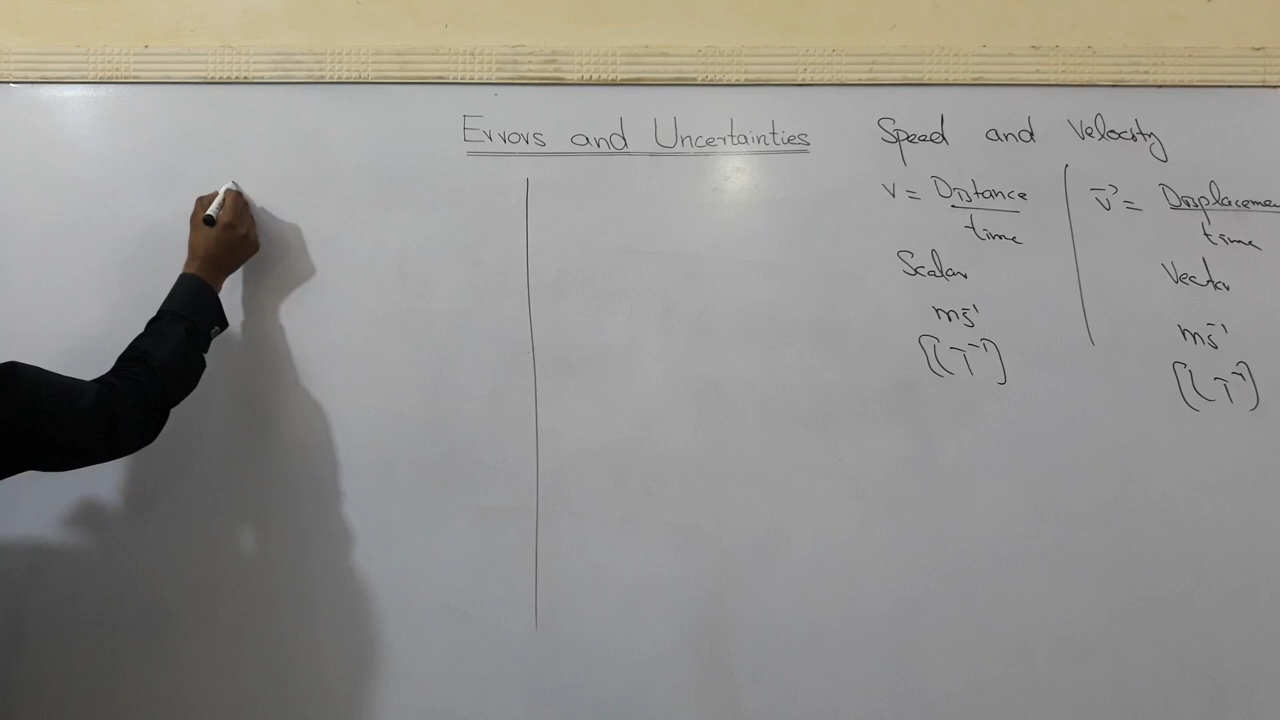 Errors and Uncertainties
Speed and Velocity
v = Distance
time
Scalar
ms⁻¹
[LT⁻¹]
v⃗ = Displacemen
time
Vector
ms⁻¹
[LT⁻¹]